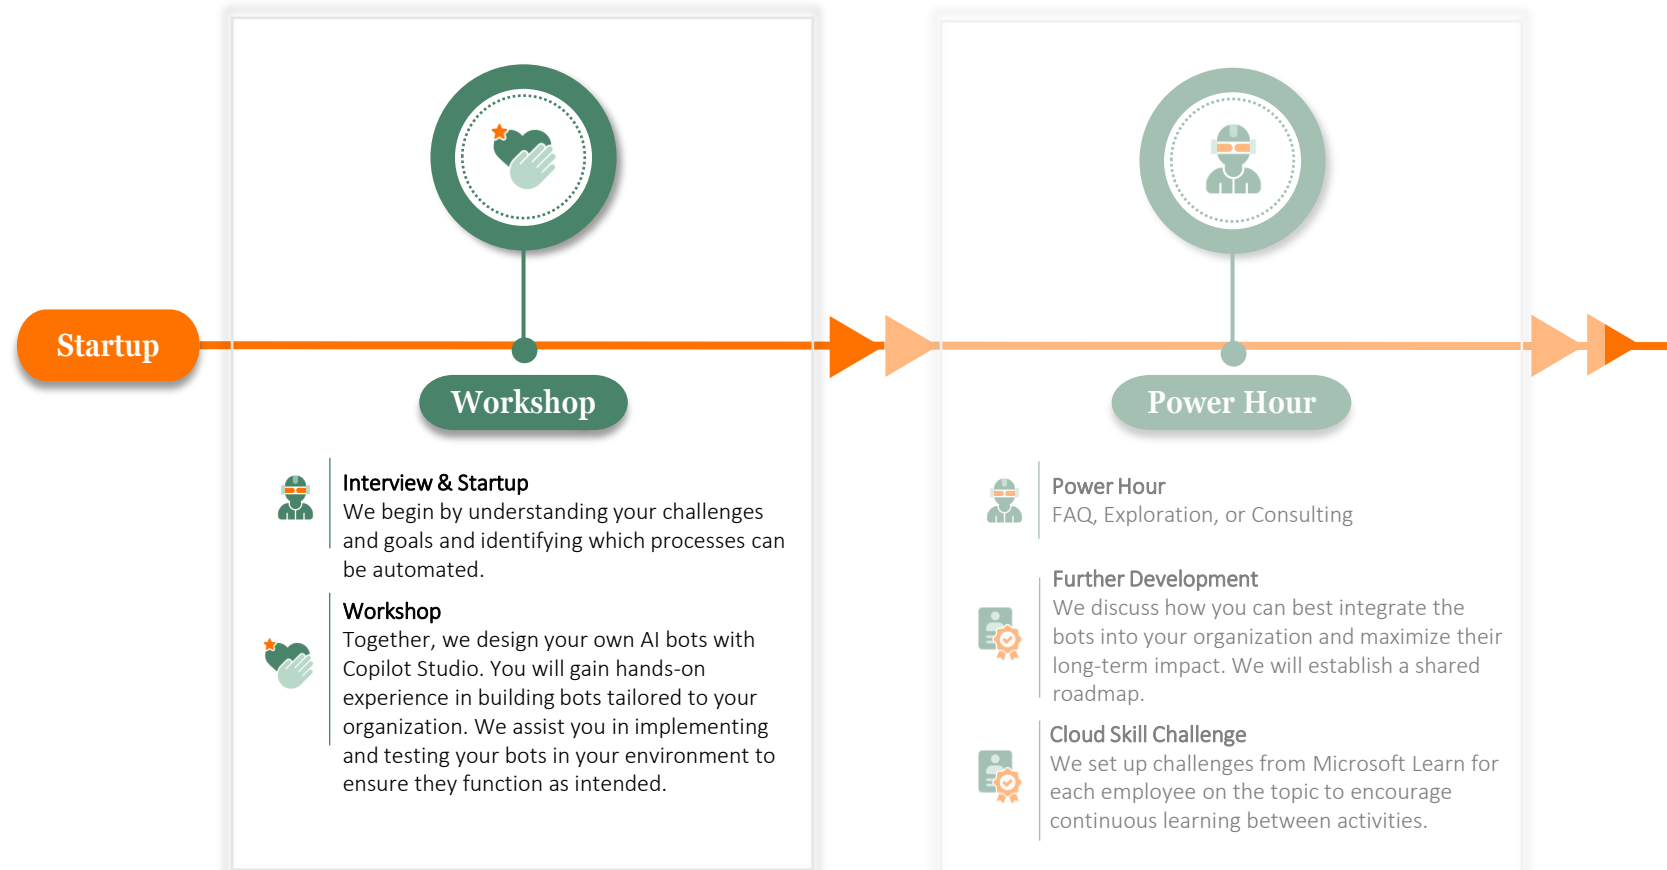 Startup
Workshop
Interview & Startup
We begin by understanding your challenges
and goals and identifying which processes can
be automated.
Workshop
Together, we design your own AI bots with
Copilot Studio. You will gain hands-on
experience in building bots tailored to your
organization. We assist you in implementing
and testing your bots in your environment to
ensure they function as intended.
Power Hour
Power Hour
FAQ, Exploration, or Consulting
Further Development
We discuss how you can best integrate the
bots into your organization and maximize their
long-term impact. We will establish a shared
roadmap.
Cloud Skill Challenge
We set up challenges from Microsoft Learn for
each employee on the topic to encourage
continuous learning between activities.